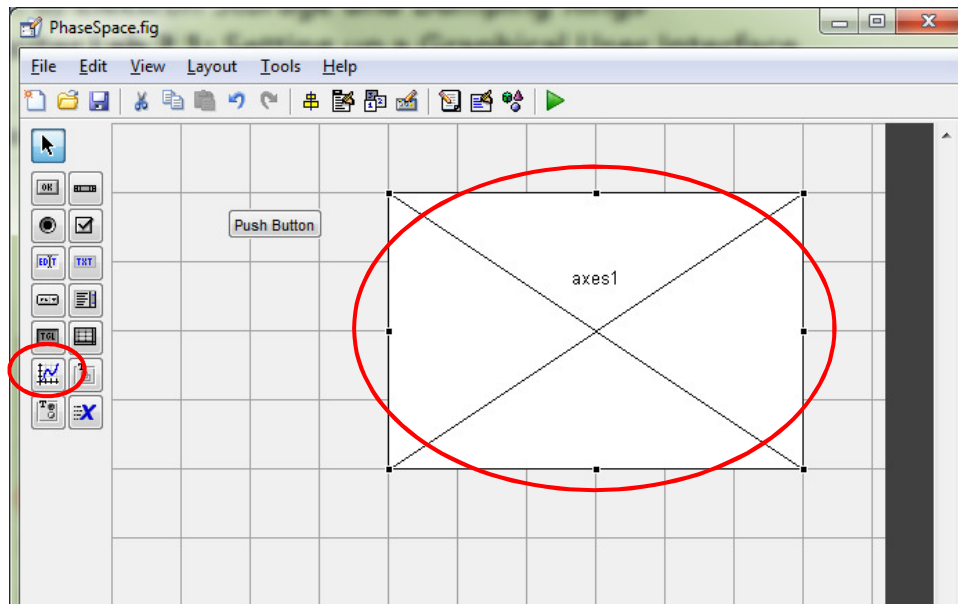 PhaseSpace.fig
File Edit View Layout Tools Help
OK
EDIT TXT
TGL
Push Button
axes1